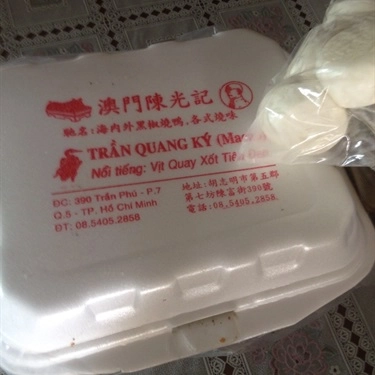 澳門陳光記
馳名:海內外黑椒燒鴨,各式燒味
TRẦN QUANG KÝ (Macau
Nổi tiếng: Vịt Quay Xốt Tiêu
ĐC: 390 Trần Phú - P.7
Q.5 - TP. Hồ Chí Minh
ĐT: 08.5405.2858
地址:胡志明市第五郡
第七坊陳富街390號
電話:08.5405.2858.